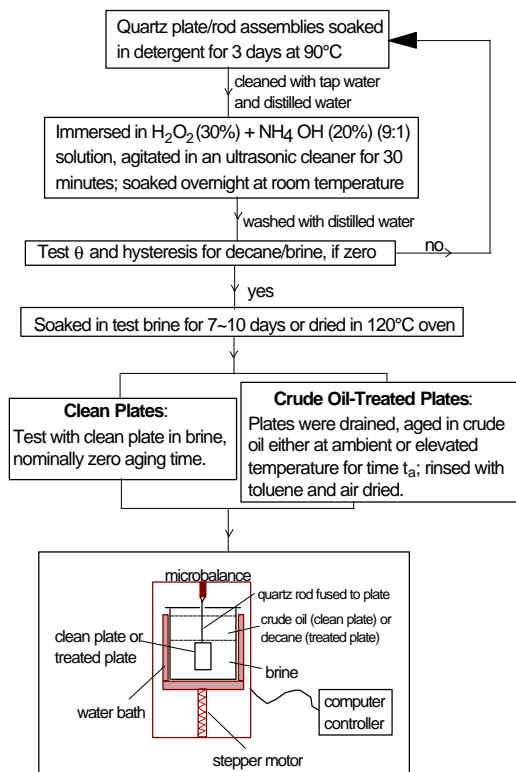 Quartz plate/rod assemblies soaked
in detergent for 3 days at 90°C
cleaned with tap water
and distilled water
Immersed in H₂O₂ (30%) + NH₄ OH (20%) (9:1)
solution, agitated in an ultrasonic cleaner for 30
minutes; soaked overnight at room temperature
washed with distilled water
Test θ and hysteresis for decane/brine, if zero
no
yes
Soaked in test brine for 7~10 days or dried in 120°C oven
Clean Plates:
Test with clean plate in brine,
nominally zero aging time.
Crude Oil-Treated Plates:
Plates were drained, aged in crude
oil either at ambient or elevated
temperature for time tₐ; rinsed with
toluene and air dried.
microbalance
quartz rod fused to plate
crude oil (clean plate) or
decane (treated plate)
clean plate or
treated plate
brine
water bath
computer
controller
stepper motor